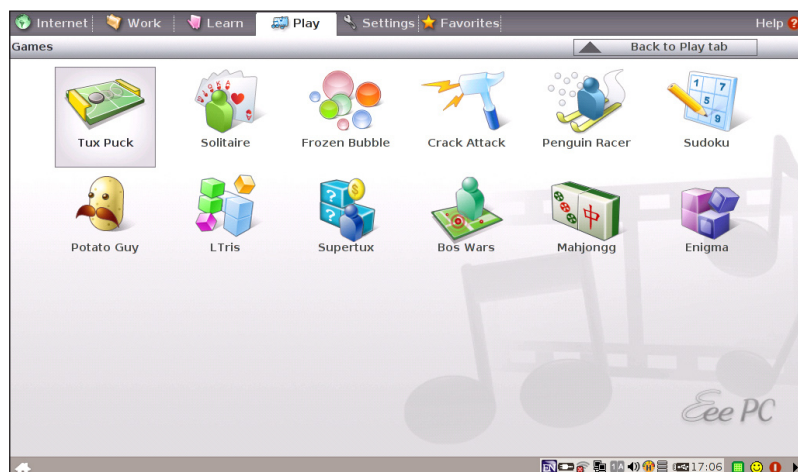 Internet Work Learn Play Settings Favorites Help ?
Games Back to Play tab
Tux Puck Solitaire Frozen Bubble Crack Attack Penguin Racer Sudoku
Potato Guy LTris Supertux Bos Wars Mahjongg Enigma
Eee PC
17:06